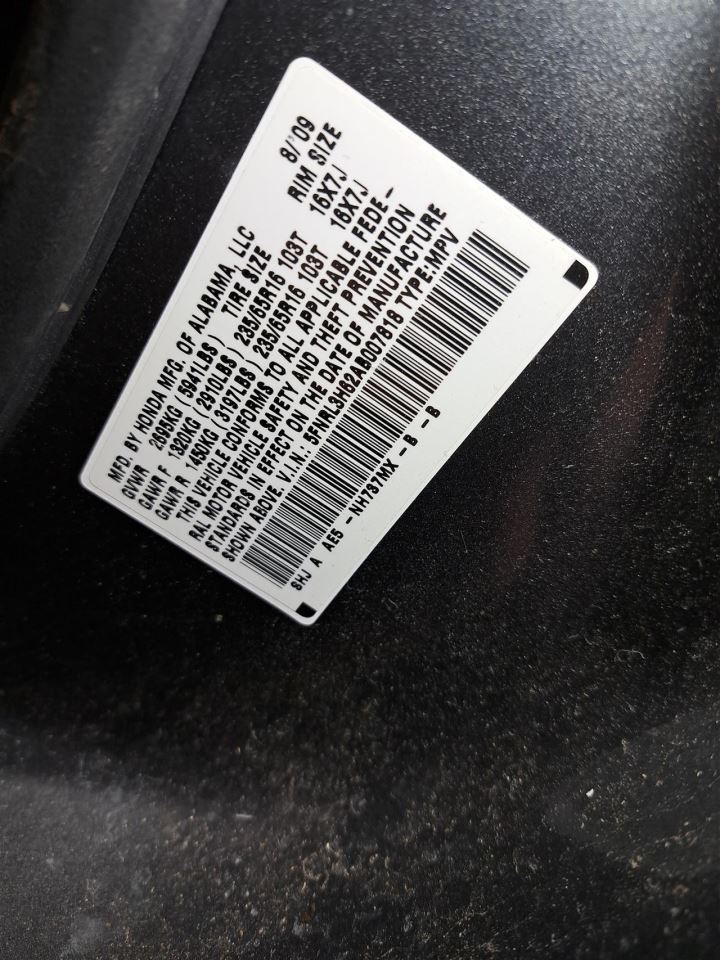 MFD. BY HONDA MFG. OF ALABAMA, LLC 8/'09
GVWR 2695KG ( 5941LBS ) TIRE SIZE RIM SIZE
GAWR F 1320KG ( 2910LBS ) 235/65R16 103T 16X7J
GAWR R 1450KG ( 3197LBS ) 235/65R16 103T 16X7J
THIS VEHICLE CONFORMS TO ALL APPLICABLE FEDE-
RAL MOTOR VEHICLE SAFETY AND THEFT PREVENTION
STANDARDS IN EFFECT ON THE DATE OF MANUFACTURE
SHOWN ABOVE. V.I.N.: 5FNRL3H62AB007818 TYPE:MPV
SHJ A AE5 - NH737MX - B - B